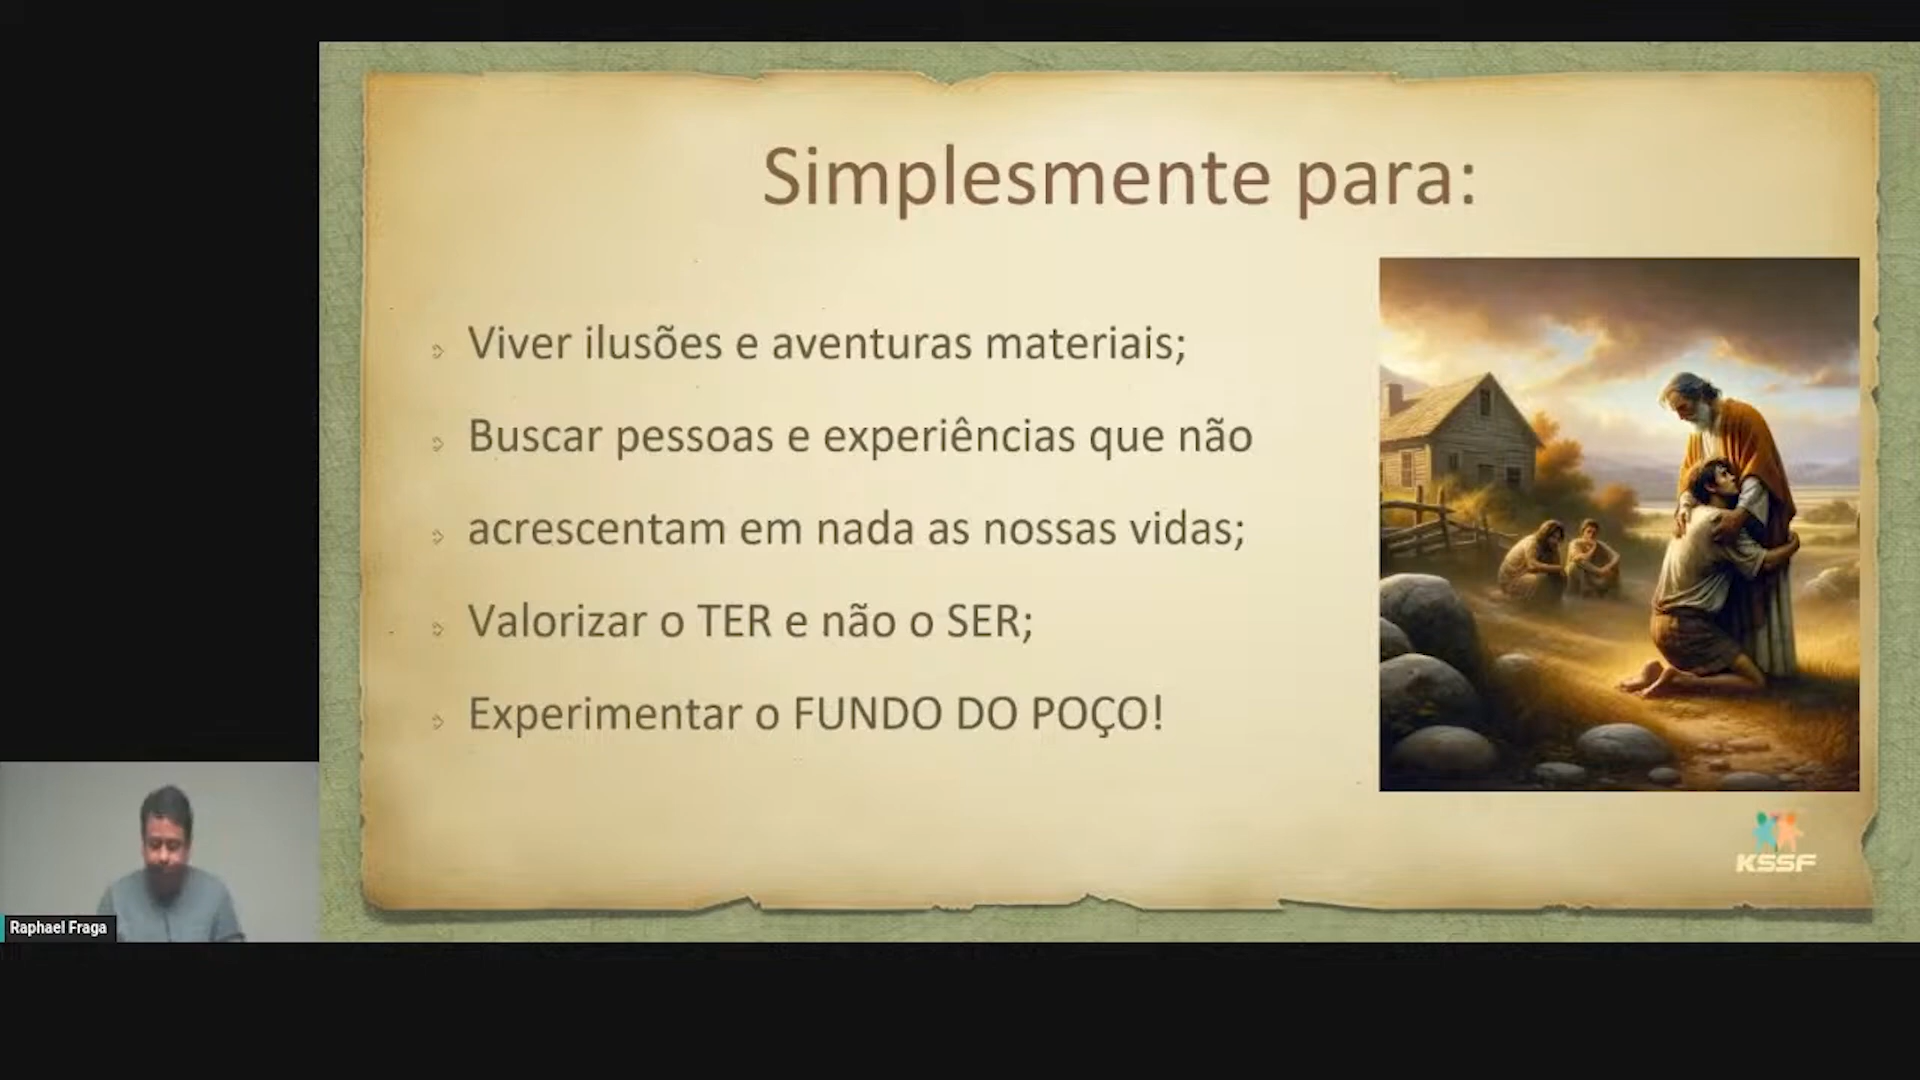 Simplesmente para:
Viver ilusões e aventuras materiais;
Buscar pessoas e experiências que não
acrescentam em nada as nossas vidas;
Valorizar o TER e não o SER;
Experimentar o FUNDO DO POÇO!
KSSF
Raphael Fraga